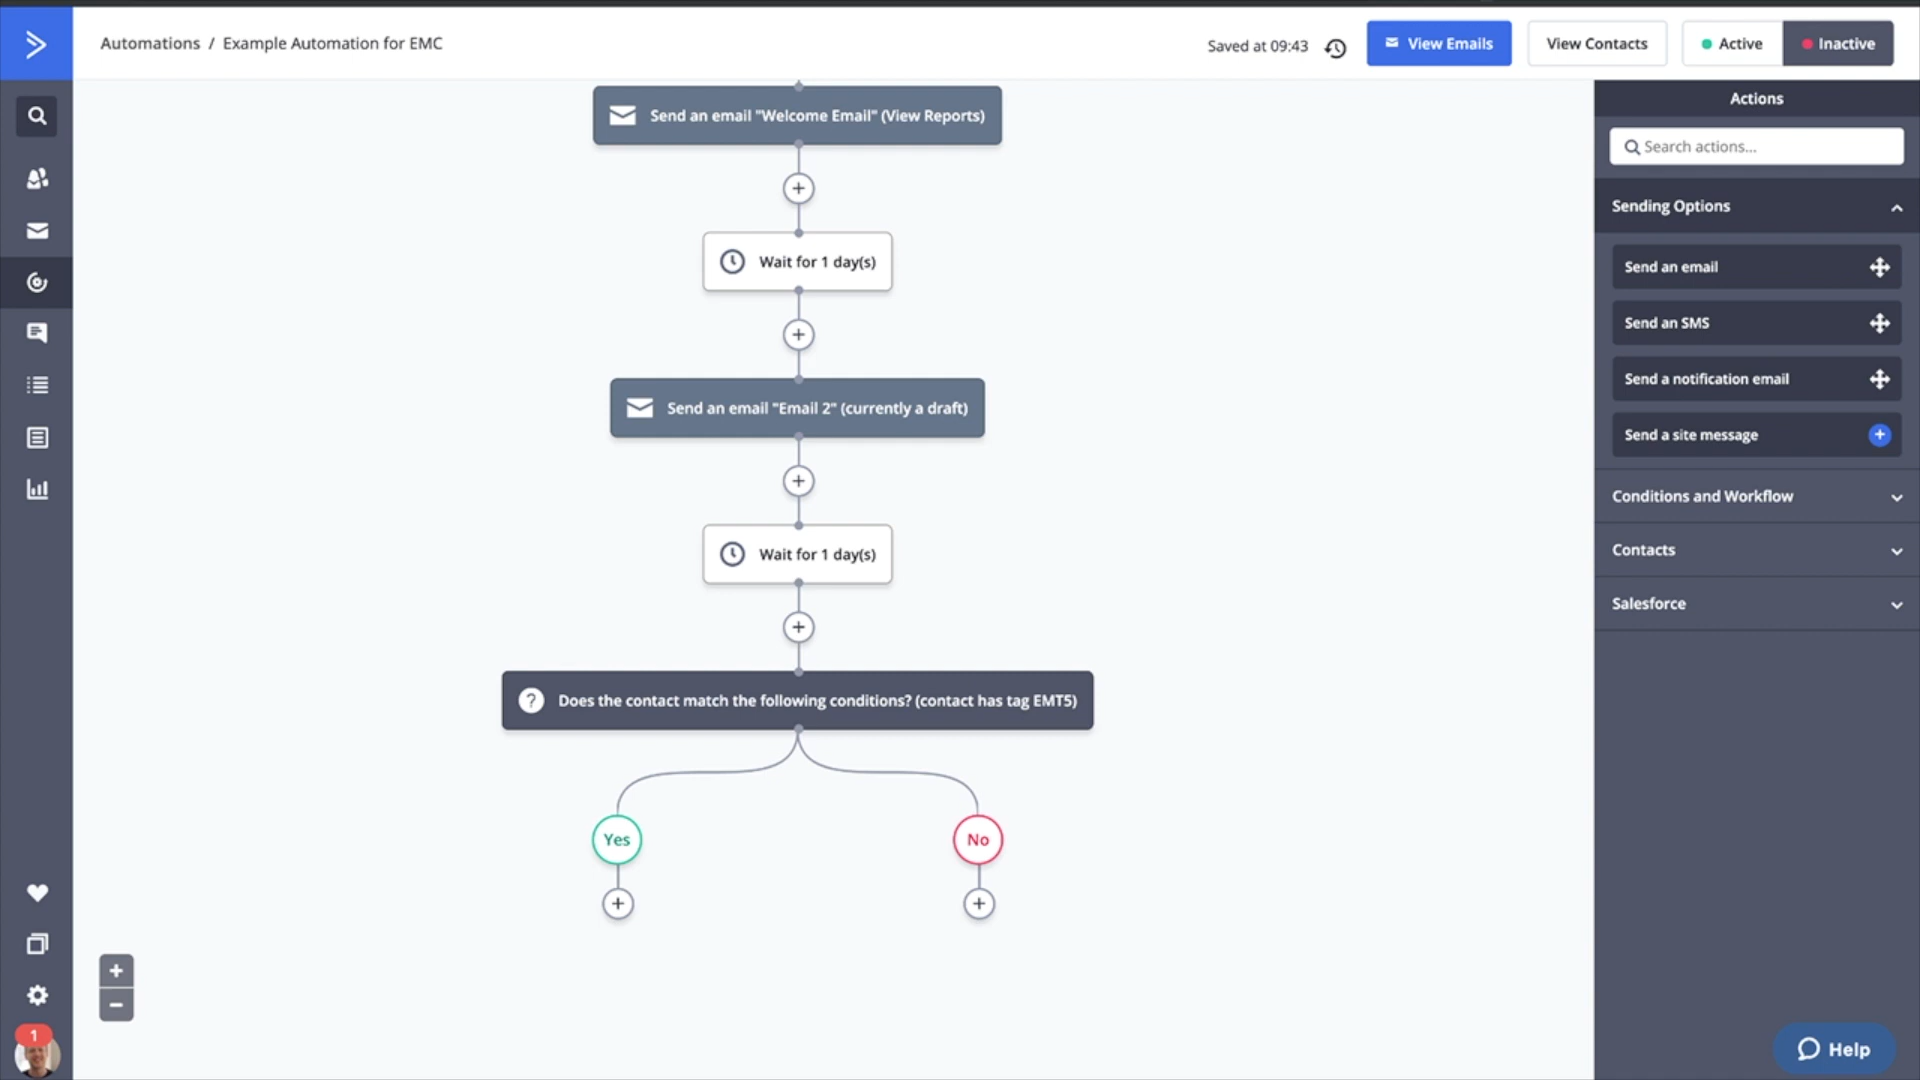 Automations / Example Automation for EMC
Saved at 09:43
View Emails
View Contacts
Active
Inactive
Send an email "Welcome Email" (View Reports)
Wait for 1 day(s)
Send an email "Email 2" (currently a draft)
Wait for 1 day(s)
Does the contact match the following conditions? (contact has tag EMT5)
Yes
No
Actions
Search actions...
Sending Options
Send an email
Send an SMS
Send a notification email
Send a site message
Conditions and Workflow
Contacts
Salesforce
1
Help